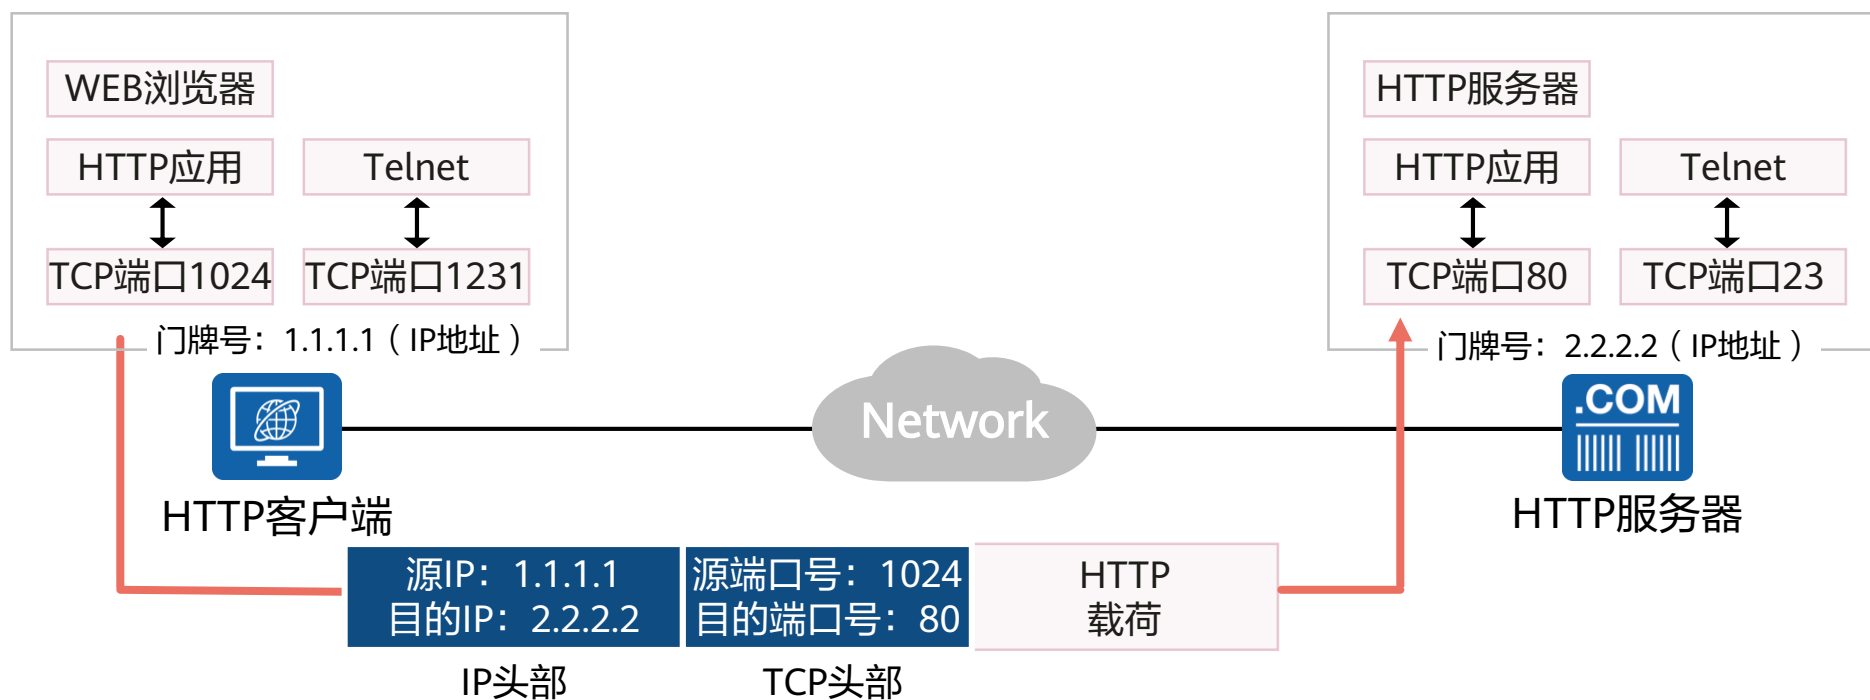 WEB浏览器
HTTP应用
Telnet
TCP端口1024
TCP端口1231
门牌号：1.1.1.1（IP地址）
HTTP客户端
Network
HTTP服务器
HTTP应用
Telnet
TCP端口80
TCP端口23
门牌号：2.2.2.2（IP地址）
.COM
HTTP服务器
源IP：1.1.1.1
目的IP：2.2.2.2
IP头部
源端口号：1024
目的端口号：80
TCP头部
HTTP
载荷